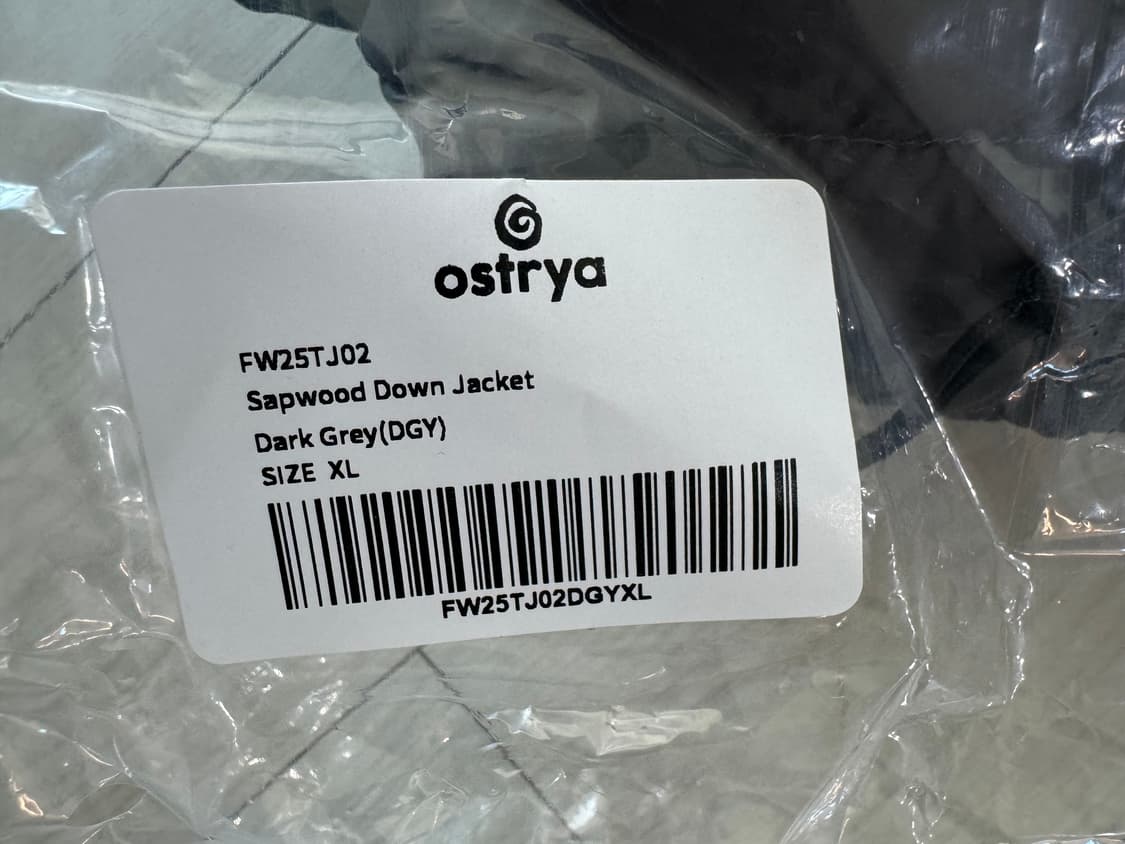 ostrya
FW25TJ02
Sapwood Down Jacket
Dark Grey(DGY)
SIZE XL
FW25TJ02DGYXL